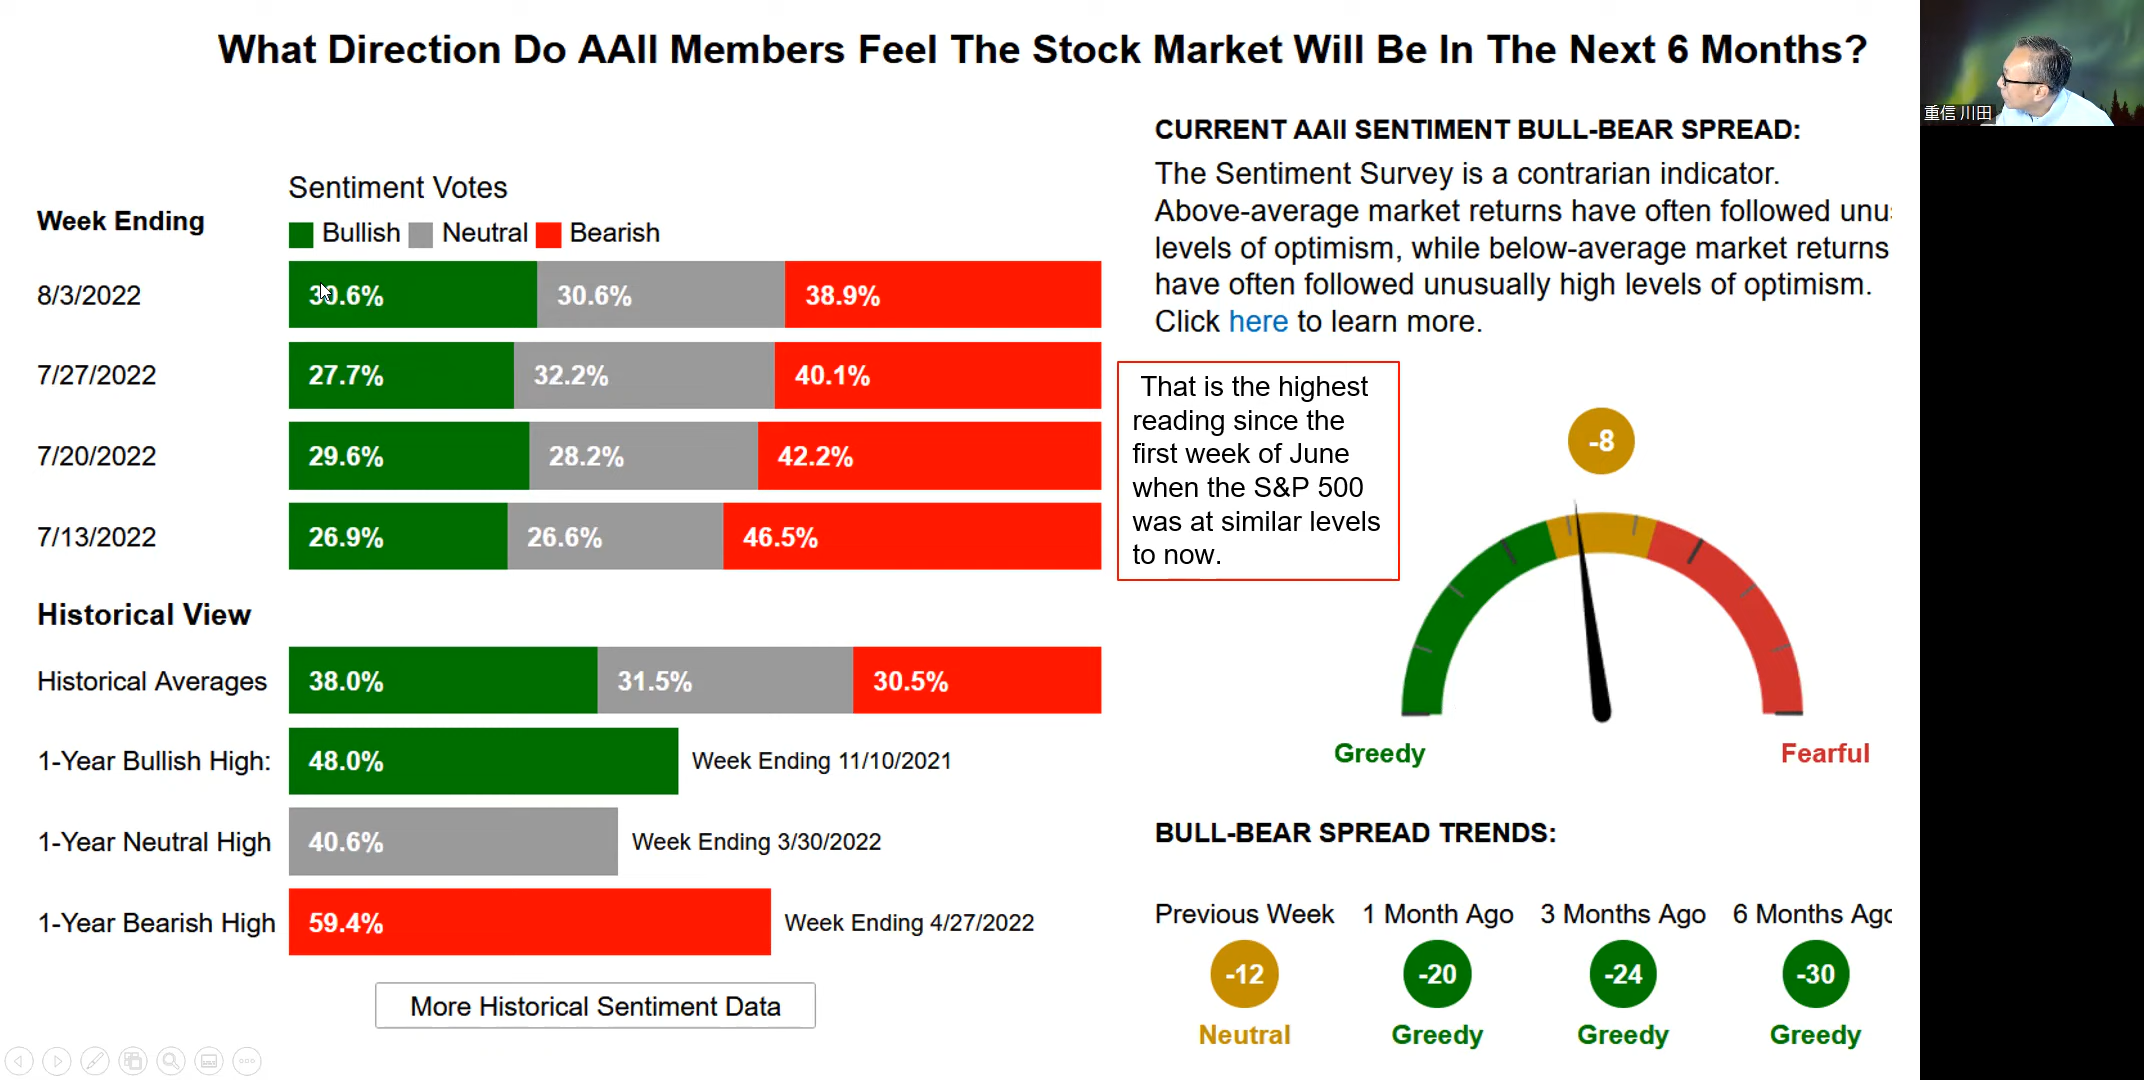 What Direction Do AAII Members Feel The Stock Market Will Be In The Next 6 Months?
重信 川田
Sentiment Votes
Week Ending
Bullish Neutral Bearish
8/3/2022 30.6% 30.6% 38.9%
7/27/2022 27.7% 32.2% 40.1%
7/20/2022 29.6% 28.2% 42.2%
7/13/2022 26.9% 26.6% 46.5%
Historical View
Historical Averages 38.0% 31.5% 30.5%
1-Year Bullish High: 48.0% Week Ending 11/10/2021
1-Year Neutral High 40.6% Week Ending 3/30/2022
1-Year Bearish High 59.4% Week Ending 4/27/2022
More Historical Sentiment Data
CURRENT AAII SENTIMENT BULL-BEAR SPREAD:
The Sentiment Survey is a contrarian indicator.
Above-average market returns have often followed
levels of optimism, while below-average market returns
have often followed unusually high levels of optimism.
Click here to learn more.
That is the highest
reading since the
first week of June
when the S&P 500
was at similar levels
to now.
-8
Greedy Fearful
BULL-BEAR SPREAD TRENDS:
Previous Week 1 Month Ago 3 Months Ago 6 Months Ago
-12 -20 -24 -30
Neutral Greedy Greedy Greedy